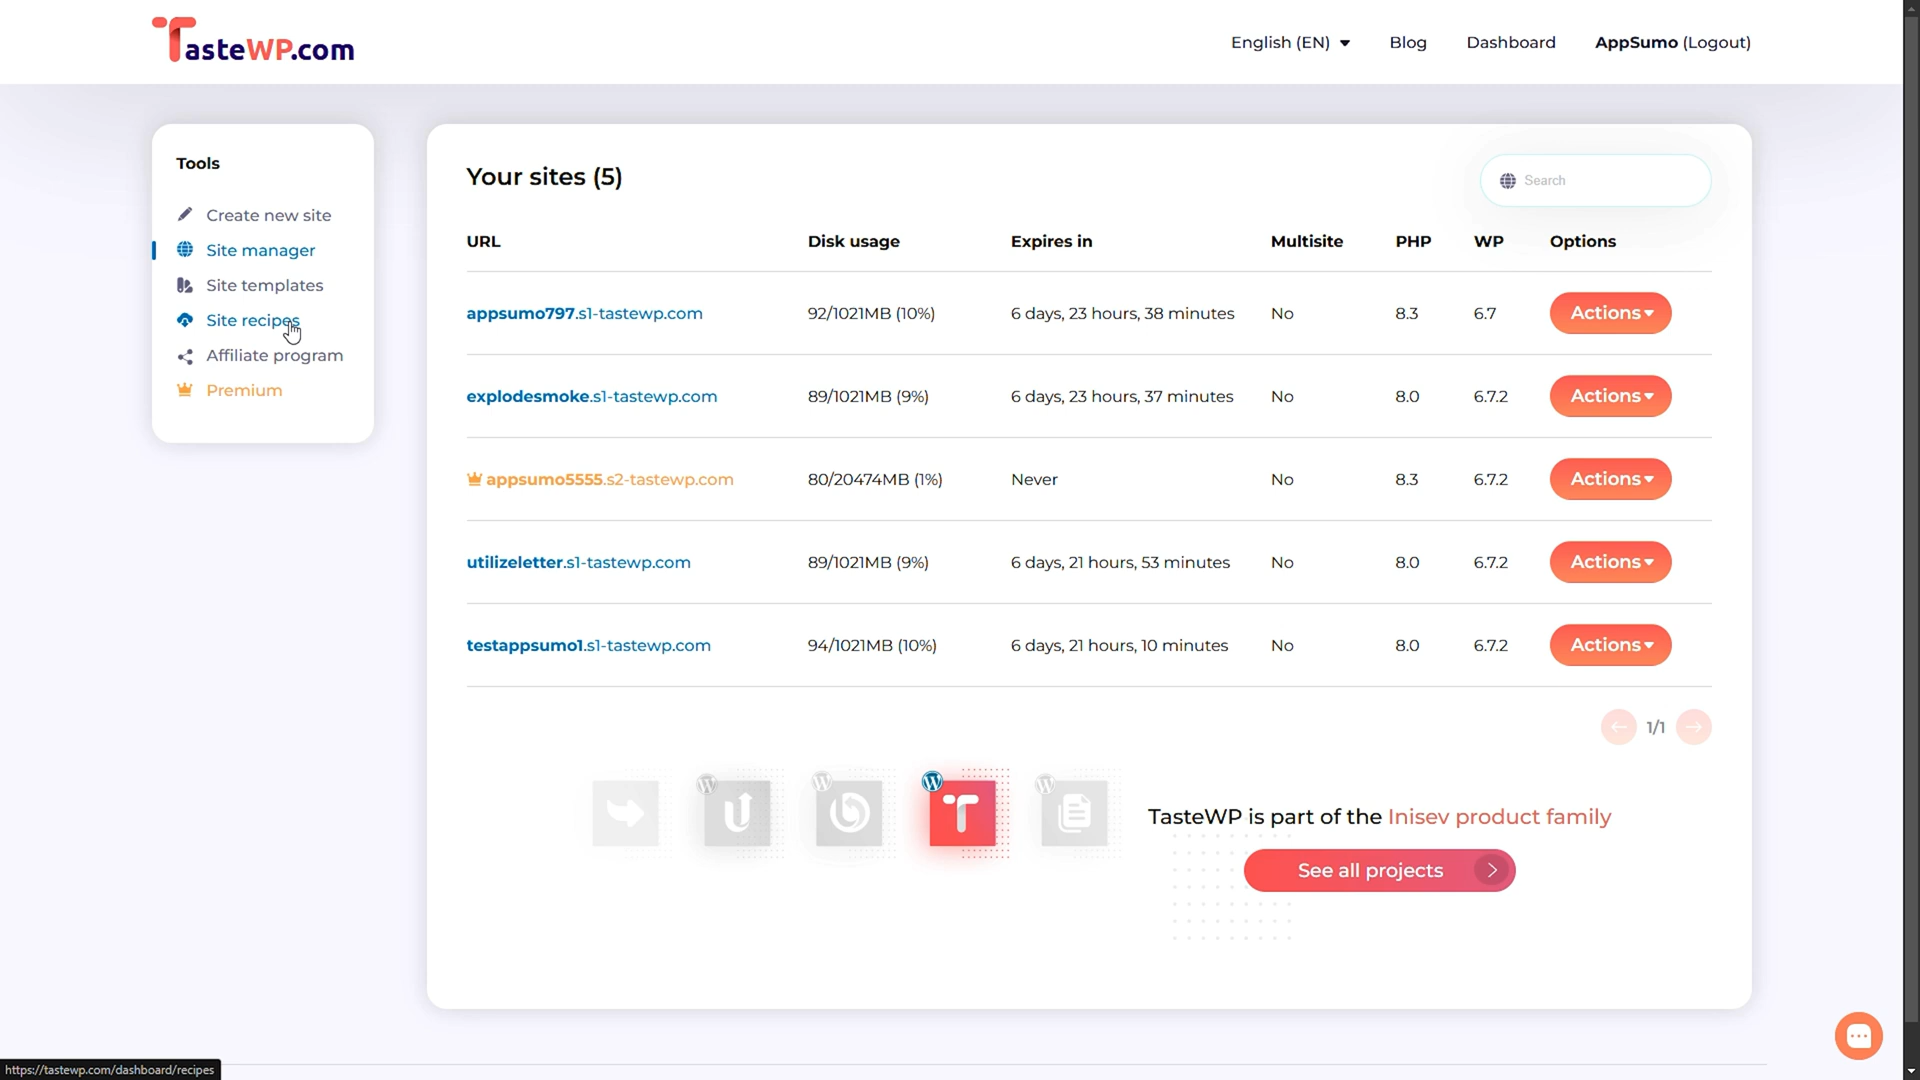 TasteWP.com
English (EN)
Blog
Dashboard
AppSumo (Logout)
Tools
Create new site
Site manager
Site templates
Site recipes
Affiliate program
Premium
Your sites (5)
Search
URL Disk usage Expires in Multisite PHP WP Options
appsumo797.s1-tastewp.com 92/1021MB (10%) 6 days, 23 hours, 38 minutes No 8.3 6.7 Actions
explodesmoke.s1-tastewp.com 89/1021MB (9%) 6 days, 23 hours, 37 minutes No 8.0 6.7.2 Actions
appsumo5555.s2-tastewp.com 80/20474MB (1%) Never No 8.3 6.7.2 Actions
utilizeletter.s1-tastewp.com 89/1021MB (9%) 6 days, 21 hours, 53 minutes No 8.0 6.7.2 Actions
testappsumo1.s1-tastewp.com 94/1021MB (10%) 6 days, 21 hours, 10 minutes No 8.0 6.7.2 Actions
1/1
TasteWP is part of the Inisev product family
See all projects
https://tastewp.com/dashboard/recipes